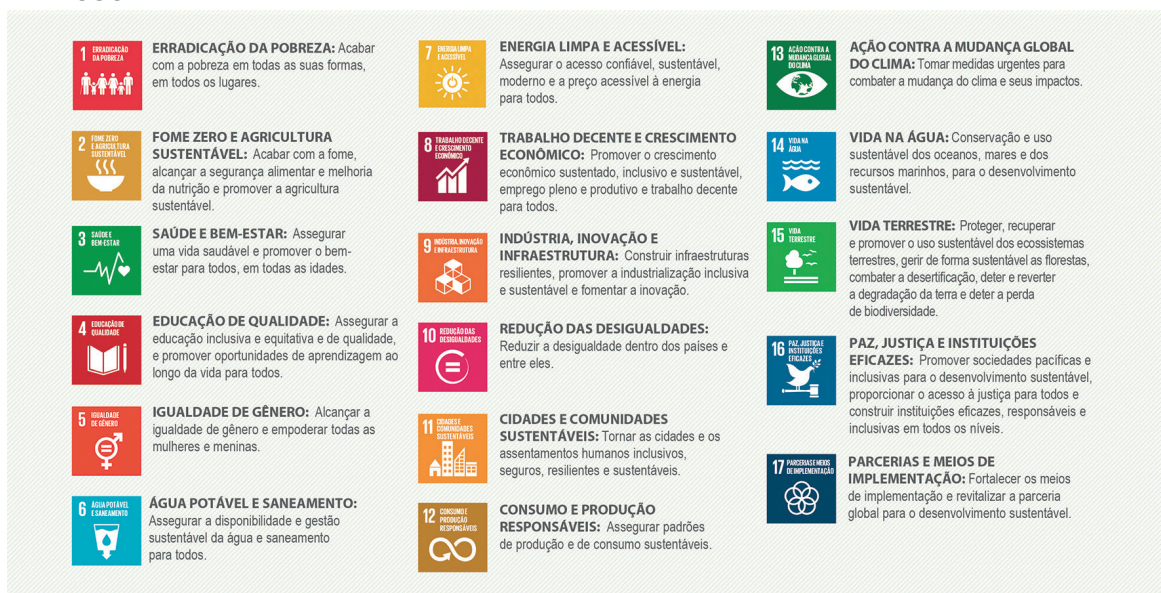 1 ERRADICAÇÃO
DA POBREZA
ERRADICAÇÃO DA POBREZA: Acabar
com a pobreza em todas as suas formas,
em todos os lugares.
2 FOME ZERO
E AGRICULTURA
SUSTENTÁVEL
FOME ZERO E AGRICULTURA
SUSTENTÁVEL: Acabar com a fome,
alcançar a segurança alimentar e melhoria
da nutrição e promover a agricultura
sustentável.
3 SAÚDE E
BEM-ESTAR
SAÚDE E BEM-ESTAR: Assegurar
uma vida saudável e promover o bem-
estar para todos, em todas as idades.
4 EDUCAÇÃO DE
QUALIDADE
EDUCAÇÃO DE QUALIDADE: Assegurar a
educação inclusiva e equitativa e de qualidade,
e promover oportunidades de aprendizagem ao
longo da vida para todos.
5 IGUALDADE
DE GÊNERO
IGUALDADE DE GÊNERO: Alcançar a
igualdade de gênero e empoderar todas as
mulheres e meninas.
6 ÁGUA POTÁVEL
E SANEAMENTO
ÁGUA POTÁVEL E SANEAMENTO:
Assegurar a disponibilidade e gestão
sustentável da água e saneamento
para todos.
7 ENERGIA LIMPA
E ACESSÍVEL
ENERGIA LIMPA E ACESSÍVEL:
Assegurar o acesso confiável, sustentável,
moderno e a preço acessível à energia
para todos.
8 TRABALHO DECENTE
E CRESCIMENTO
ECONÔMICO
TRABALHO DECENTE E CRESCIMENTO
ECONÔMICO: Promover o crescimento
econômico sustentado, inclusivo e sustentável,
emprego pleno e produtivo e trabalho decente
para todos.
9 INDÚSTRIA, INOVAÇÃO
E INFRAESTRUTURA
INDÚSTRIA, INOVAÇÃO E
INFRAESTRUTURA: Construir infraestruturas
resilientes, promover a industrialização inclusiva
e sustentável e fomentar a inovação.
10 REDUÇÃO DAS
DESIGUALDADES
REDUÇÃO DAS DESIGUALDADES:
Reduzir a desigualdade dentro dos países e
entre eles.
11 CIDADES E
COMUNIDADES
SUSTENTÁVEIS
CIDADES E COMUNIDADES
SUSTENTÁVEIS: Tornar as cidades e os
assentamentos humanos inclusivos,
seguros, resilientes e sustentáveis.
12 CONSUMO E
PRODUÇÃO
RESPONSÁVEIS
CONSUMO E PRODUÇÃO
RESPONSÁVEIS: Assegurar padrões
de produção e de consumo sustentáveis.
13 AÇÃO CONTRA A
MUDANÇA GLOBAL
DO CLIMA
AÇÃO CONTRA A MUDANÇA GLOBAL
DO CLIMA: Tomar medidas urgentes para
combater a mudança do clima e seus impactos.
14 VIDA NA
ÁGUA
VIDA NA ÁGUA: Conservação e uso
sustentável dos oceanos, mares e dos
recursos marinhos, para o desenvolvimento
sustentável.
15 VIDA
TERRESTRE
VIDA TERRESTRE: Proteger, recuperar
e promover o uso sustentável dos ecossistemas
terrestres, gerir de forma sustentável as florestas,
combater a desertificação, deter e reverter
a degradação da terra e deter a perda
de biodiversidade.
16 PAZ, JUSTIÇA E
INSTITUIÇÕES
EFICAZES
PAZ, JUSTIÇA E INSTITUIÇÕES
EFICAZES: Promover sociedades pacíficas e
inclusivas para o desenvolvimento sustentável,
proporcionar o acesso à justiça para todos e
construir instituições eficazes, responsáveis e
inclusivas em todos os níveis.
17 PARCERIAS E MEIOS
DE IMPLEMENTAÇÃO
PARCERIAS E MEIOS DE
IMPLEMENTAÇÃO: Fortalecer os meios
de implementação e revitalizar a parceria
global para o desenvolvimento sustentável.